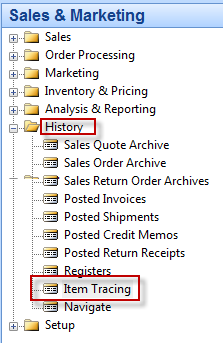 Sales & Marketing
Sales
Order Processing
Marketing
Inventory & Pricing
Analysis & Reporting
History
Sales Quote Archive
Sales Order Archive
Sales Return Order Archives
Posted Invoices
Posted Shipments
Posted Credit Memos
Posted Return Receipts
Registers
Item Tracing
Navigate
Setup